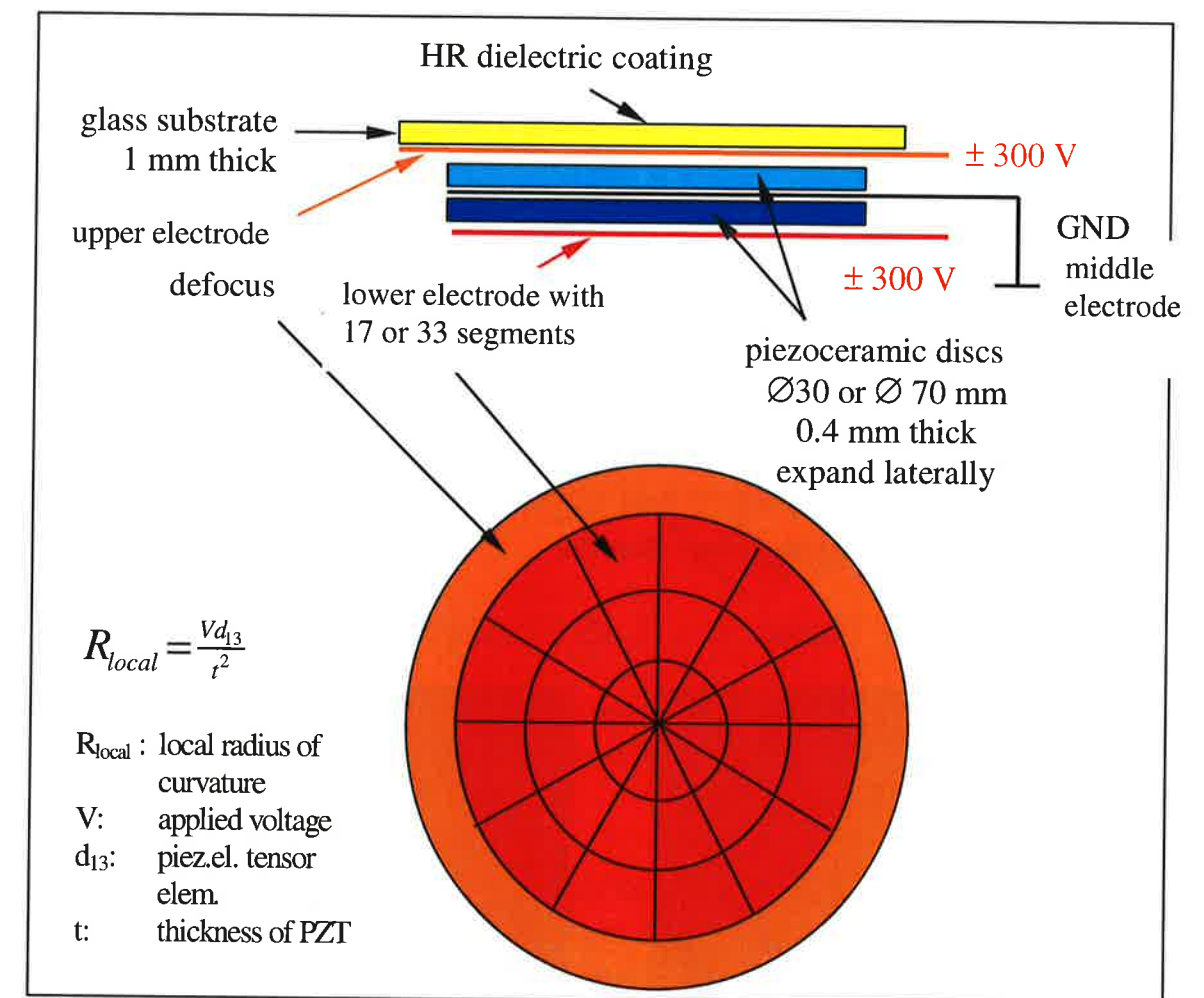 HR dielectric coating
glass substrate
1 mm thick
± 300 V
upper electrode
defocus
lower electrode with
17 or 33 segments
± 300 V
GND
middle
electrode
piezoceramic discs
∅30 or ∅ 70 mm
0.4 mm thick
expand laterally
R_local = Vd₁₃/t²
R_local : local radius of
curvature
V: applied voltage
d₁₃: piez.el. tensor
elem.
t: thickness of PZT